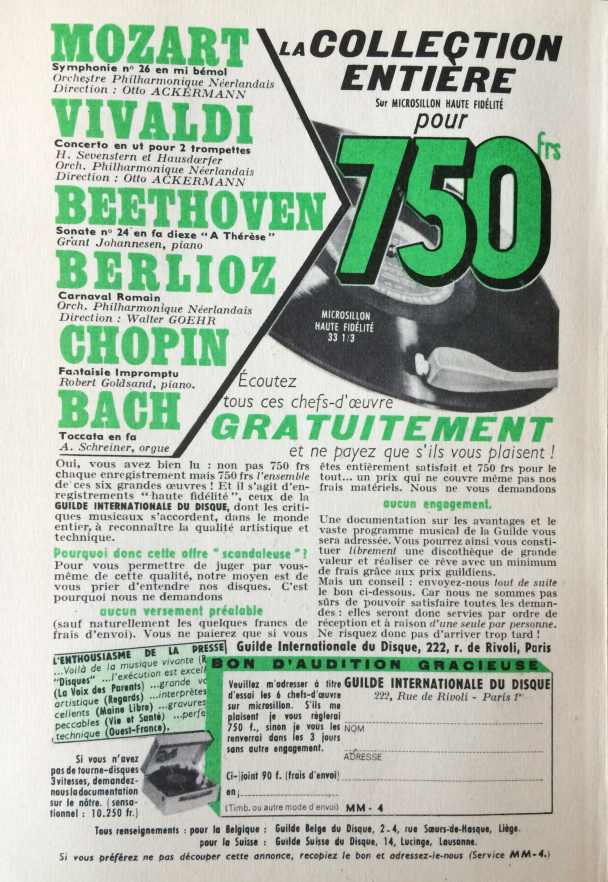 MOZART
Symphonie nº 26 en mi bémol
Orchestre Philharmonique Néerlandais
Direction : Otto ACKERMANN
VIVALDI
Concerto en ut pour 2 trompettes
H. Sevenstern et Hausdœrfer
Orch. Philharmonique Néerlandais
Direction : Otto ACKERMANN
BEETHOVEN
Sonate nº 24 en fa dieze "A Thérèse"
Grant Johannesen, piano
BERLIOZ
Carnaval Romain
Orch. Philharmonique Néerlandais
Direction : Walter GOEHR
CHOPIN
Fantaisie Impromptu
Robert Goldsand, piano.
BACH
Toccata en fa
A. Schreiner, orgue
LA COLLECTION
ENTIÈRE
Sur MICROSILLON HAUTE FIDÉLITÉ
pour
750 frs
MICROSILLON
HAUTE FIDÉLITÉ
33 1/3
Écoutez
tous ces chefs-d'œuvre
GRATUITEMENT
et ne payez que s'ils vous plaisent !
Oui, vous avez bien lu : non pas 750 frs
chaque enregistrement mais 750 frs l'ensemble
de ces six grandes œuvres ! Et il s'agit d'en-
registrements "haute fidélité", ceux de la
GUILDE INTERNATIONALE DU DISQUE, dont les criti-
ques musicaux s'accordent, dans le monde
entier, à reconnaître la qualité artistique et
technique.
Pourquoi donc cette offre "scandaleuse" ?
Pour vous permettre de juger par vous-
même de cette qualité, notre moyen est de
vous prier d'entendre nos disques. C'est
pourquoi nous ne demandons
aucun versement préalable
(sauf naturellement les quelques francs de
frais d'envoi). Vous ne paierez que si vous
êtes entièrement satisfait et 750 frs pour le
tout... un prix qui ne couvre même pas nos
frais matériels. Nous ne vous demandons
aucun engagement.
Une documentation sur les avantages et le
vaste programme musical de la Guilde vous
sera adressée. Vous pourrez ainsi vous consti-
tuer librement une discothèque de grande
valeur et réaliser ce rêve avec un minimum
de frais grâce aux prix guildiens.
Mais un conseil : envoyez-nous tout de suite
le bon ci-dessous. Car nous ne sommes pas
sûrs de pouvoir satisfaire toutes les deman-
des : elles seront donc servies par ordre de
réception et à raison d'une seule par personne.
Ne risquez donc pas d'arriver trop tard !
Guilde Internationale du Disque, 222, r. de Rivoli, Paris
L'ENTHOUSIASME DE LA PRESSE
...Voilà de la musique vivante (R
"Disques" ...l'exécution est excell
(La Voix des Parents) ...grande v
artistique (Regards) ...interprètes
cellents (Maine Libre) ...gravures
peccables (Vie et Santé) ...perfe
technique (Ouest-France).
Si vous n'avez
pas de tourne-disques
3 vitesses, demandez-
nous la documentation
sur le nôtre. (sensa-
tionnel : 10.250 fr.)
BON D'AUDITION GRACIEUSE
Veuillez m'adresser à titre
d'essai les 6 chefs-d'œuvre
sur microsillon. S'ils me
plaisent je vous règlerai
750 f., sinon je vous les
renverrai dans les 3 jours
sans autre engagement.
Ci-joint 90 f. (frais d'envoi)
en
(Timb. ou autre mode d'envoi)
GUILDE INTERNATIONALE DU DISQUE
222, Rue de Rivoli - Paris 1er
NOM
ADRESSE
MM - 4
Tous renseignements : pour la Belgique : Guilde Belge du Disque, 2-4, rue Sœurs-de-Hasque, Liège.
pour la Suisse : Guilde Suisse du Disque, 14, Lucinge, Lausanne.
Si vous préférez ne pas découper cette annonce, recopiez le bon et adressez-le-nous (Service MM-4.)